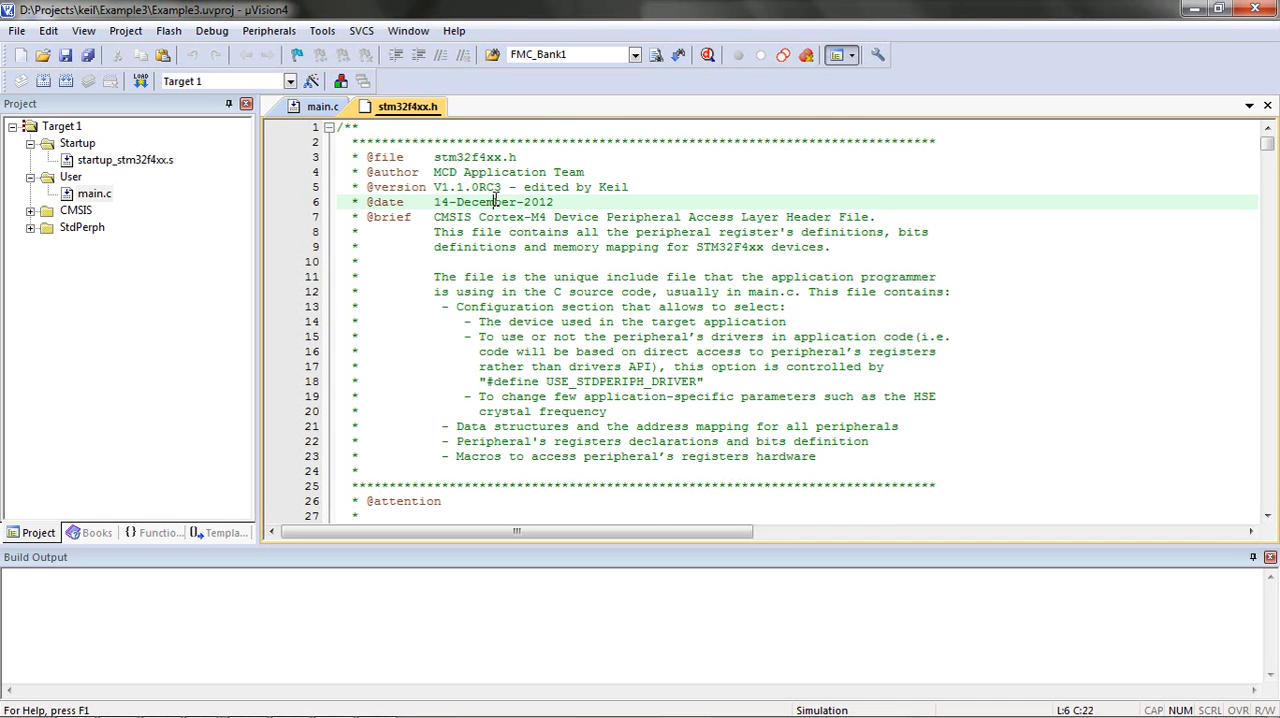 D:\Projects\keil\Example3\Example3.uvproj - µVision4
File Edit View Project Flash Debug Peripherals Tools SVCS Window Help
FMC_Bank1
LOAD Target 1
Project
Target 1
Startup
startup_stm32f4xx.s
User
main.c
CMSIS
StdPerph
Project Books {} Functio... Templa...
main.c stm32f4xx.h
1 /**
2 ******************************************************************************
3 * @file stm32f4xx.h
4 * @author MCD Application Team
5 * @version V1.1.0RC3 - edited by Keil
6 * @date 14-December-2012
7 * @brief CMSIS Cortex-M4 Device Peripheral Access Layer Header File.
8 * This file contains all the peripheral register's definitions, bits
9 * definitions and memory mapping for STM32F4xx devices.
10 *
11 * The file is the unique include file that the application programmer
12 * is using in the C source code, usually in main.c. This file contains:
13 * - Configuration section that allows to select:
14 * - The device used in the target application
15 * - To use or not the peripheral’s drivers in application code(i.e.
16 * code will be based on direct access to peripheral’s registers
17 * rather than drivers API), this option is controlled by
18 * "#define USE_STDPERIPH_DRIVER"
19 * - To change few application-specific parameters such as the HSE
20 * crystal frequency
21 * - Data structures and the address mapping for all peripherals
22 * - Peripheral's registers declarations and bits definition
23 * - Macros to access peripheral’s registers hardware
24 *
25 ******************************************************************************
26 * @attention
27 *
Build Output
For Help, press F1 Simulation L:6 C:22 CAP NUM SCRL OVR R/W